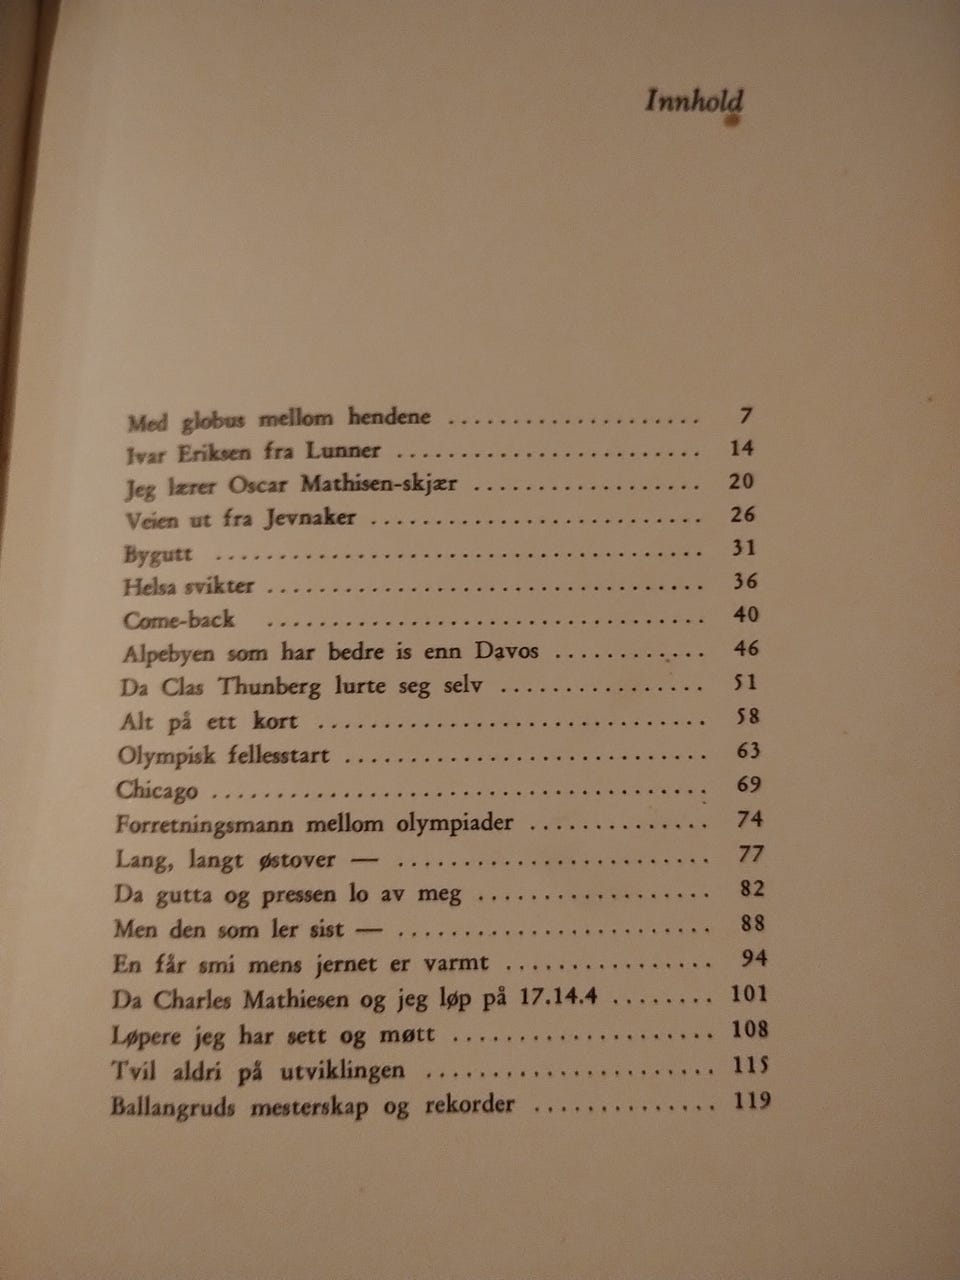 Innhold
Med globus mellom hendene .................... 7
Ivar Eriksen fra Lunner ........................ 14
Jeg lærer Oscar Mathisen-skjær .................. 20
Veien ut fra Jevnaker .......................... 26
Bygutt ...................................... 31
Helsa svikter .................................. 36
Come-back .................................. 40
Alpebyen som har bedre is enn Davos ............ 46
Da Clas Thunberg lurte seg selv ................ 51
Alt på ett kort .............................. 58
Olympisk fellesstart ............................ 63
Chicago ...................................... 69
Forretningsmann mellom olympiader .............. 74
Lang, langt østover — ........................ 77
Da gutta og pressen lo av meg .................. 82
Men den som ler sist — ........................ 88
En får smi mens jernet er varmt ................ 94
Da Charles Mathiesen og jeg løp på 17.14.4 ........ 101
Løpere jeg har sett og møtt .................... 108
Tvil aldri på utviklingen ...................... 115
Ballangruds mesterskap og rekorder .............. 119